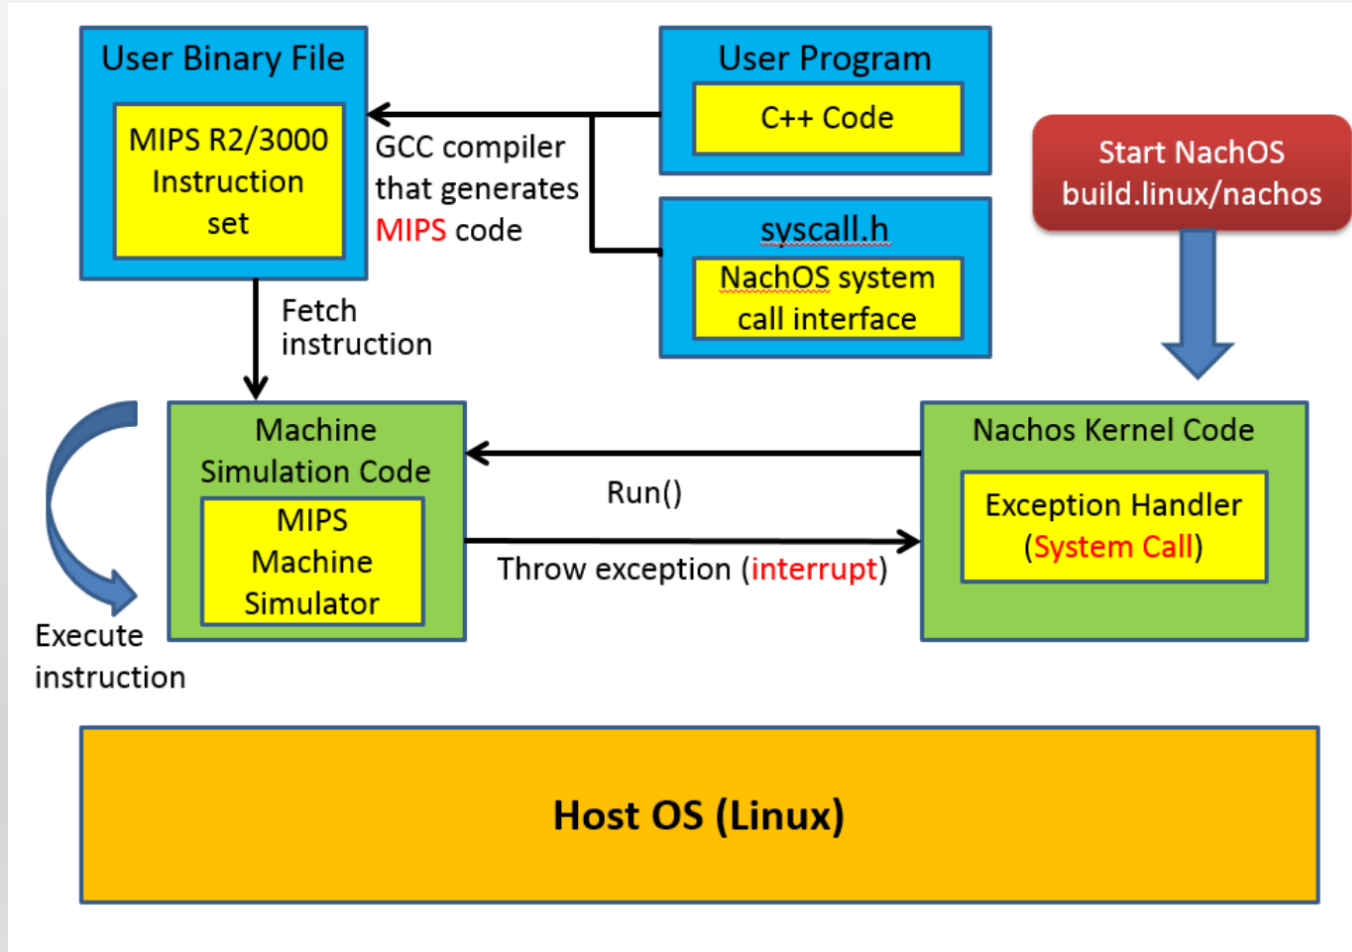 User Binary File
MIPS R2/3000
Instruction
set
GCC compiler
that generates
MIPS code
User Program
C++ Code
syscall.h
NachOS system
call interface
Start NachOS
build.linux/nachos
Fetch
instruction
Machine
Simulation Code
MIPS
Machine
Simulator
Execute
instruction
Run()
Throw exception (interrupt)
Nachos Kernel Code
Exception Handler
(System Call)
Host OS (Linux)